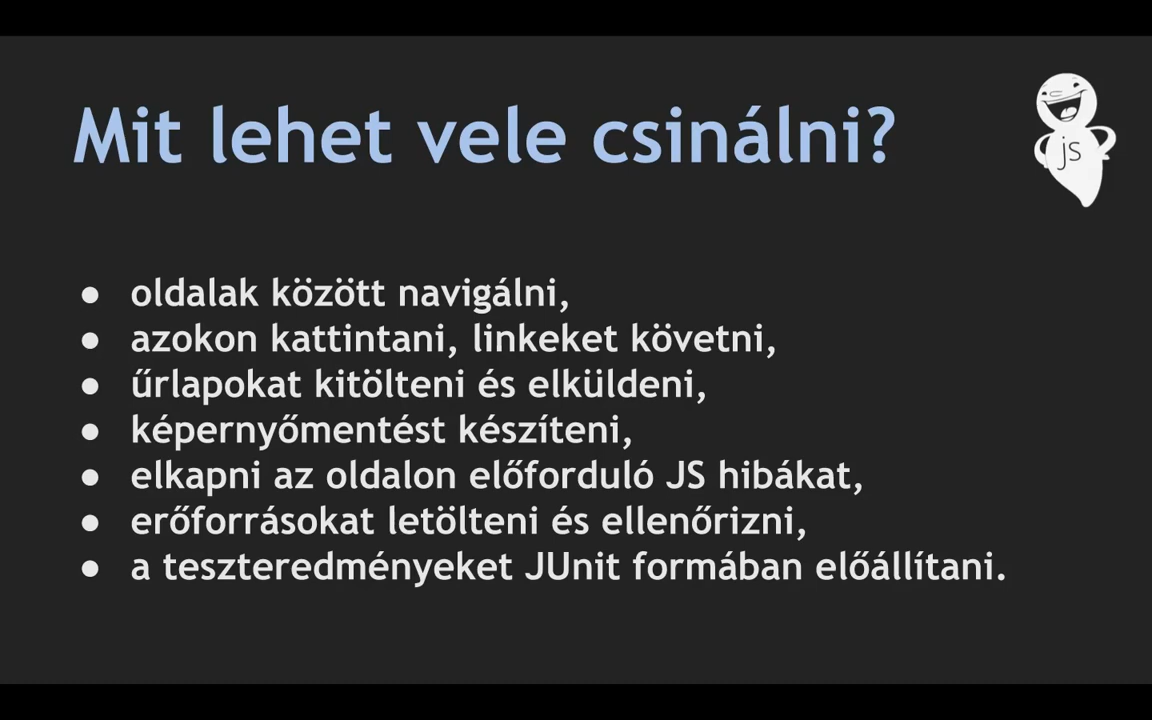 Mit lehet vele csinálni?
js
● oldalak között navigálni,
● azokon kattintani, linkeket követni,
● űrlapokat kitölteni és elküldeni,
● képernyőmentést készíteni,
● elkapni az oldalon előforduló JS hibákat,
● erőforrásokat letölteni és ellenőrizni,
● a teszteredményeket JUnit formában előállítani.